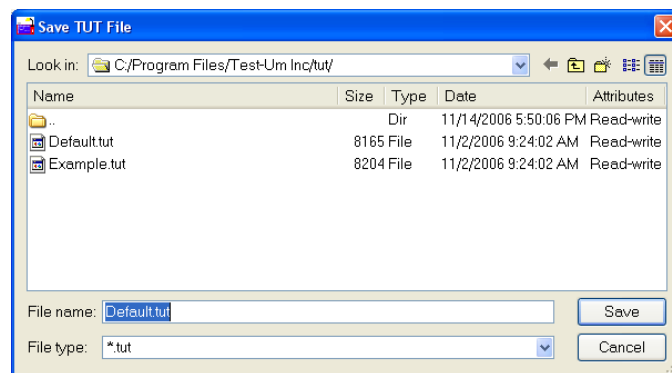 Save TUT File
Look in: C:/Program Files/Test-Um Inc/tut/
Name Size Type Date Attributes
.. Dir 11/14/2006 5:50:06 PM Read-write
Default.tut 8165 File 11/2/2006 9:24:02 AM Read-write
Example.tut 8204 File 11/2/2006 9:24:02 AM Read-write
File name: Default.tut Save
File type: *.tut Cancel